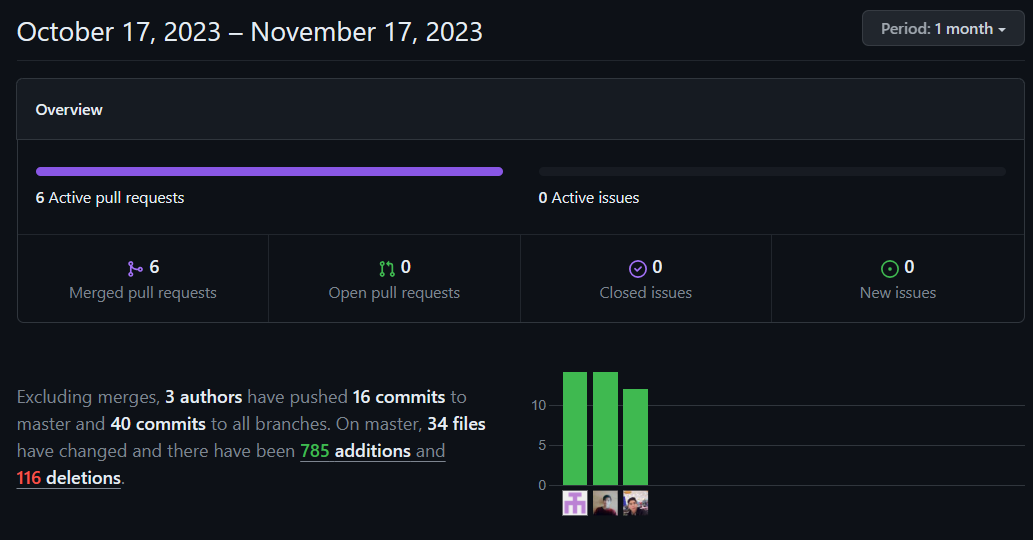 October 17, 2023 – November 17, 2023
Period: 1 month
Overview
6 Active pull requests
0 Active issues
6
Merged pull requests
0
Open pull requests
0
Closed issues
0
New issues
Excluding merges, 3 authors have pushed 16 commits to
master and 40 commits to all branches. On master, 34 files
have changed and there have been 785 additions and
116 deletions.
10
5
0